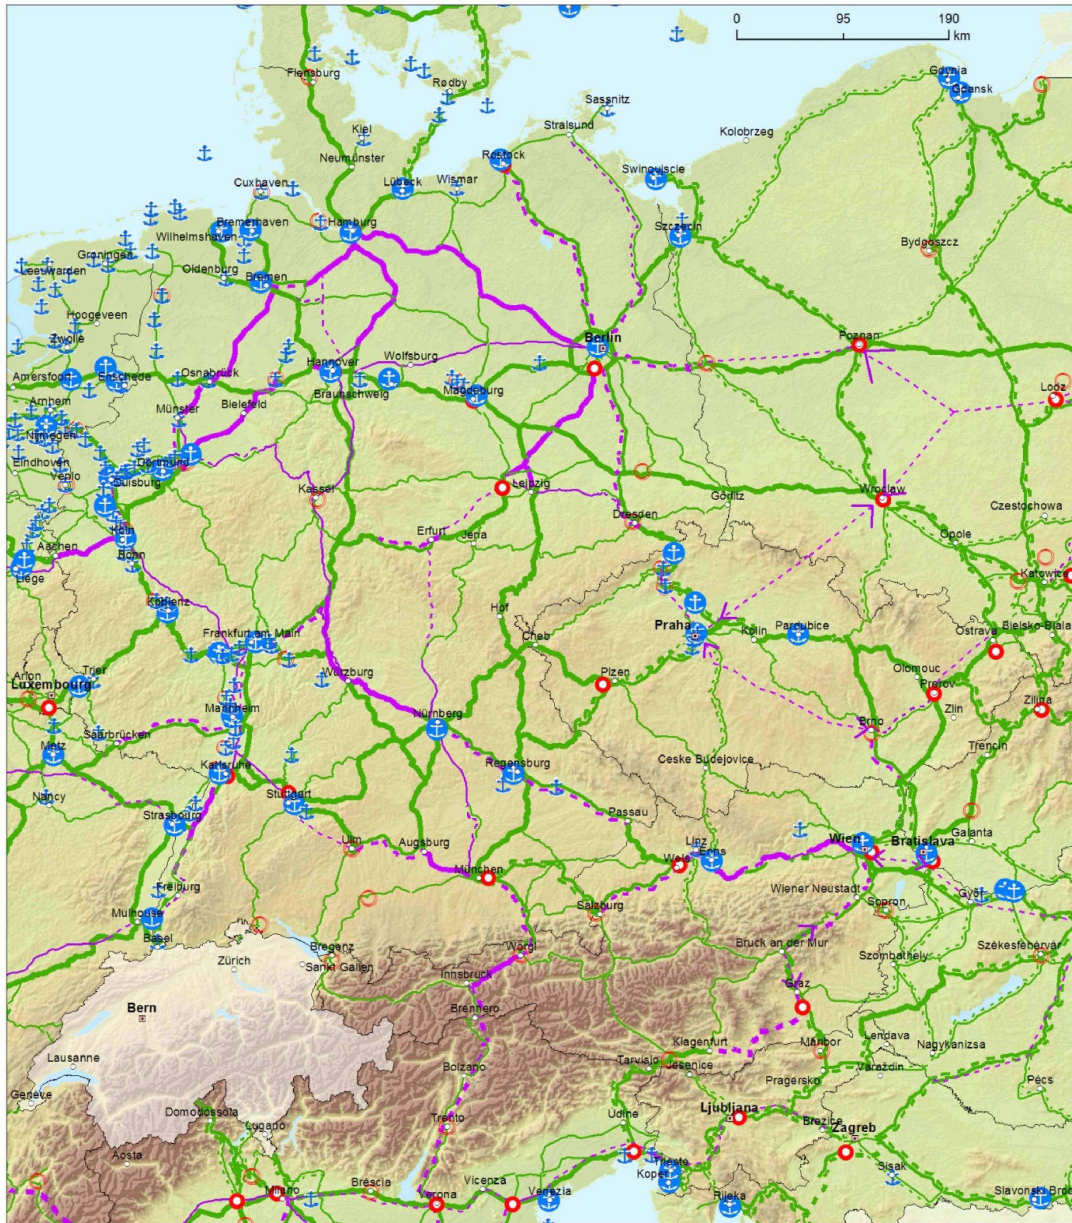 0 95 190
km
Flensburg
Rødby
Gdynia
Gdansk
Sassnitz
Stralsund
Kolobrzeg
Kiel
Neumünster
Rostock
Swinoujscie
Cuxhaven
Lübeck
Wismar
Bremerhaven
Hamburg
Szczecin
Wilhelmshaven
Groningen
Leeuwarden
Oldenburg
Bremen
Bydgoszcz
Hoogeveen
Zwolle
Berlin
Poznan
Amersfoort
Enschede
Osnabrück
Hannover
Wolfsburg
Braunschweig
Magdeburg
Lodz
Arnhem
Münster
Bielefeld
Nijmegen
Eindhoven
Dortmund
Venlo
Duisburg
Kassel
Leipzig
Görlitz
Wroclaw
Czestochowa
Köln
Erfurt
Jena
Dresden
Opole
Aachen
Bonn
Liège
Katowice
Koblenz
Hof
Praha
Kolin
Pardubice
Ostrava
Bielsko-Biala
Frankfurt am Main
Cheb
Trier
Arlon
Luxembourg
Würzburg
Plzen
Olomouc
Prerov
Zilina
Mannheim
Nürnberg
Brno
Zlin
Saarbrücken
Metz
Trencin
Karlsruhe
Regensburg
Ceske Budejovice
Nancy
Stuttgart
Strasbourg
Passau
Ulm
Augsburg
Linz
Enns
Wien
Bratislava
Galanta
München
Wels
Freiburg
Wiener Neustadt
Győr
Mulhouse
Salzburg
Sopron
Basel
Bregenz
Wörgl
Bruck an der Mur
Székesfehérvár
Zürich
Sankt Gallen
Szombathely
Innsbruck
Graz
Bern
Brennero
Klagenfurt
Lendava
Nagykanizsa
Lausanne
Tarvisio
Maribor
Jesenice
Bolzano
Pragersko
Varaždin
Genève
Pécs
Domodossola
Trento
Udine
Ljubljana
Lugano
Brezice
Zagreb
Aosta
Trieste
Koper
Sisak
Milano
Brescia
Vicenza
Verona
Venezia
Rijeka
Slavonski Brod